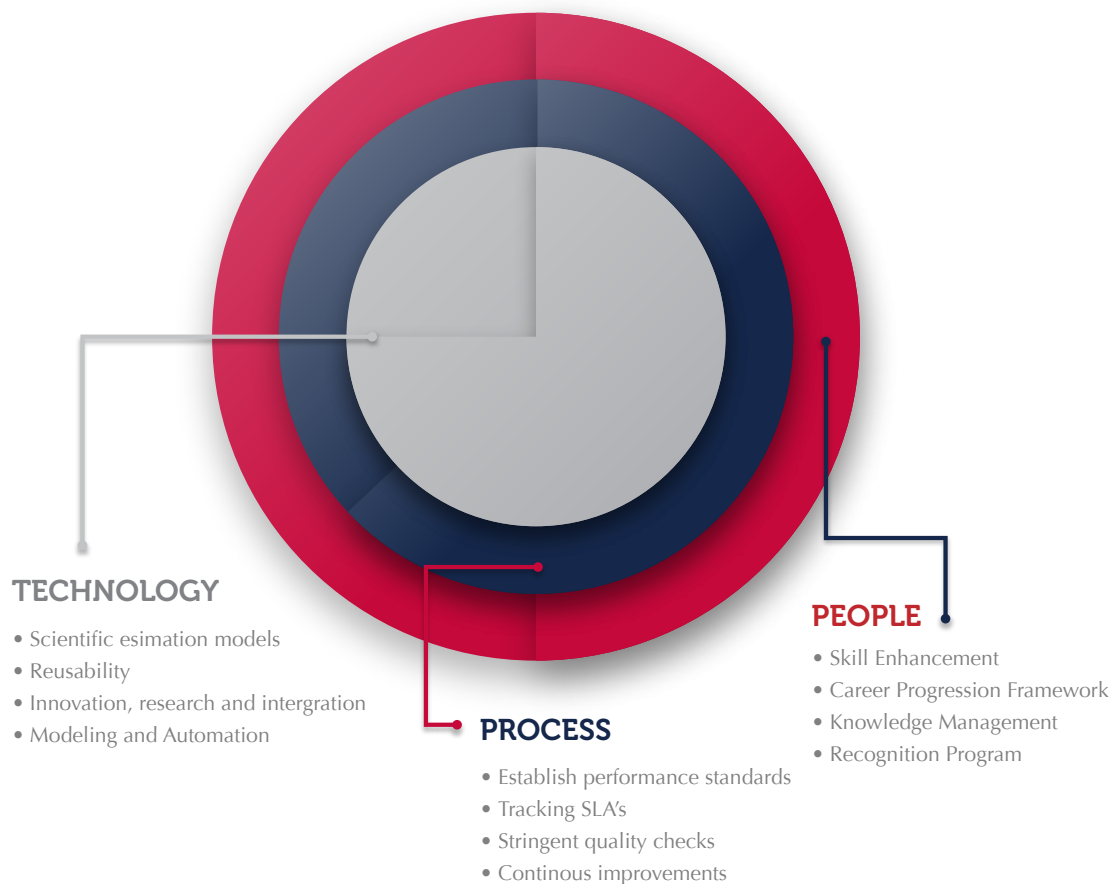 TECHNOLOGY
• Scientific esimation models
• Reusability
• Innovation, research and intergration
• Modeling and Automation
PROCESS
• Establish performance standards
• Tracking SLA's
• Stringent quality checks
• Continous improvements
PEOPLE
• Skill Enhancement
• Career Progression Framework
• Knowledge Management
• Recognition Program